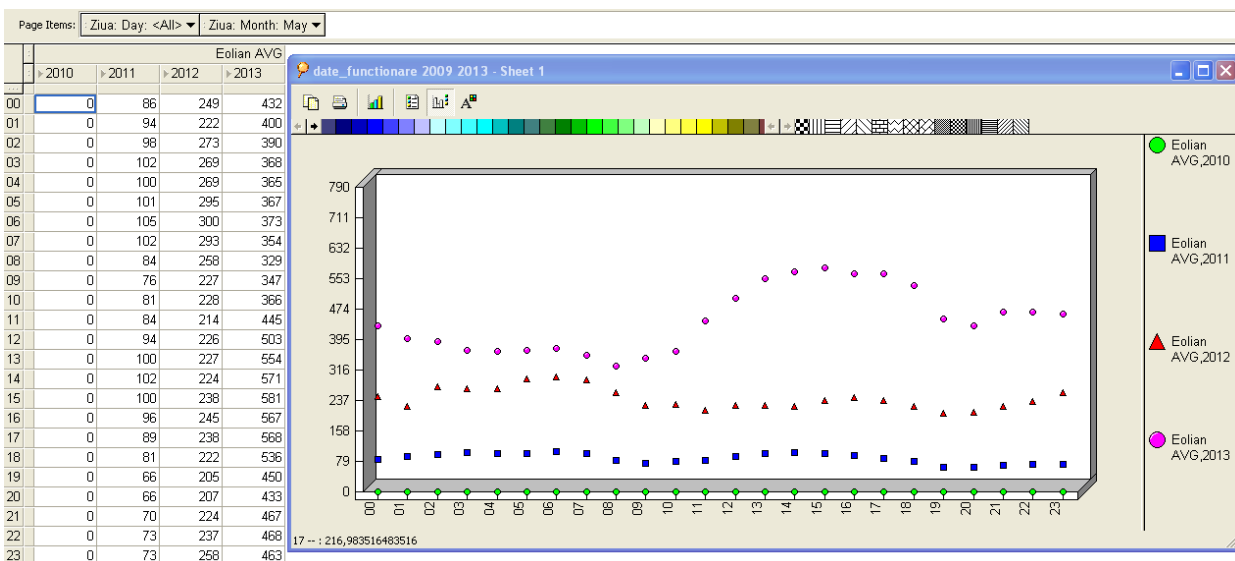 Page Items: Ziua: Day: <All> Ziua: Month: May
Eolian AVG
2010 2011 2012 2013
00 0 86 249 432
01 0 94 222 400
02 0 98 273 390
03 0 102 269 368
04 0 100 269 365
05 0 101 295 367
06 0 105 300 373
07 0 102 293 354
08 0 84 258 329
09 0 76 227 347
10 0 81 228 366
11 0 84 214 445
12 0 94 226 503
13 0 100 227 554
14 0 102 224 571
15 0 100 238 581
16 0 96 245 567
17 0 89 238 568
18 0 81 222 536
19 0 66 205 450
20 0 66 207 433
21 0 70 224 467
22 0 73 237 468
23 0 73 258 463
date_functionare 2009 2013 - Sheet 1
A
790
711
632
553
474
395
316
237
158
79
0
00 01 02 03 04 05 06 07 08 09 10 11 12 13 14 15 16 17 18 19 20 21 22 23
Eolian
AVG,2010
Eolian
AVG,2011
Eolian
AVG,2012
Eolian
AVG,2013
17 -- : 216,983516483516